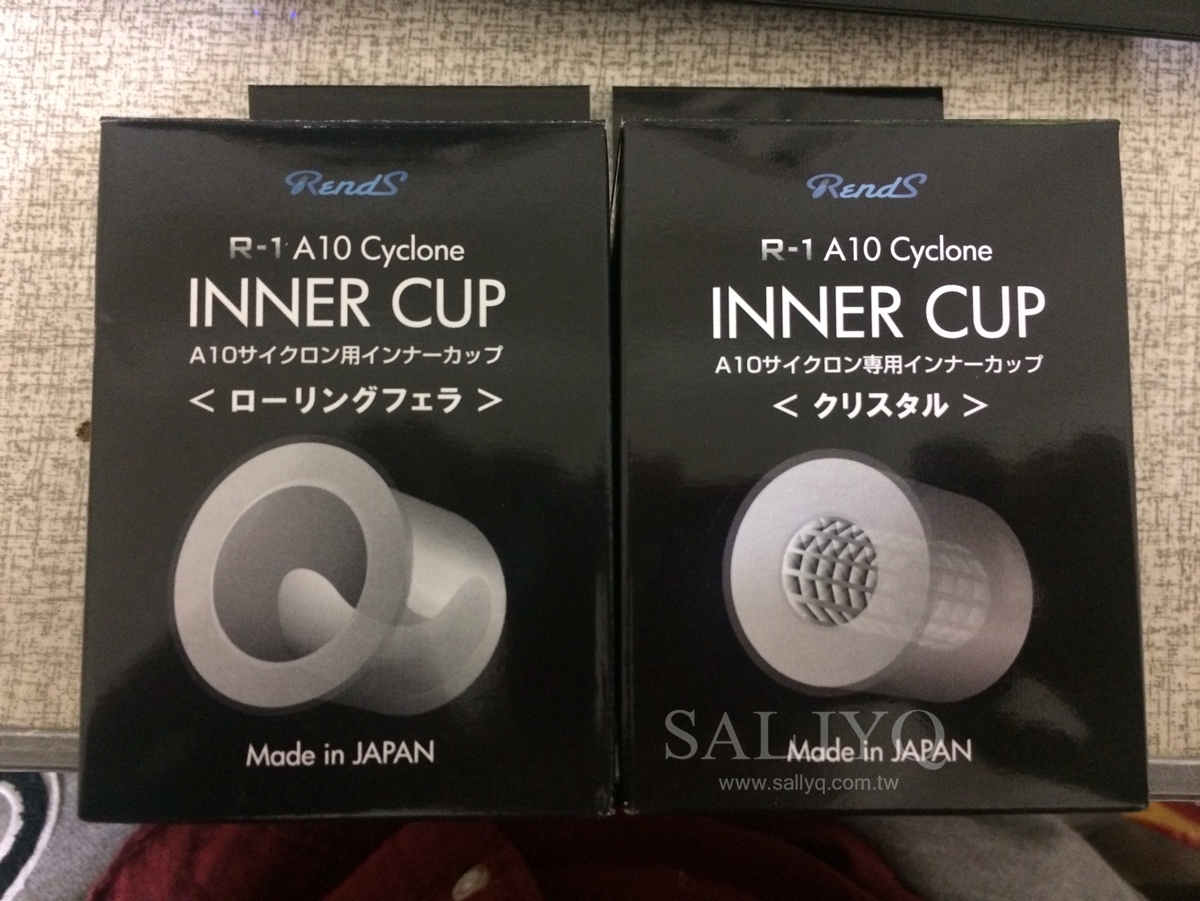 RendS
R-1 A10 Cyclone
INNER CUP
A10サイクロン用インナーカップ
＜ ローリングフェラ ＞
Made in JAPAN
RendS
R-1 A10 Cyclone
INNER CUP
A10サイクロン専用インナーカップ
＜ クリスタル ＞
Made in JAPAN
SALLYQ
www.sallyq.com.tw